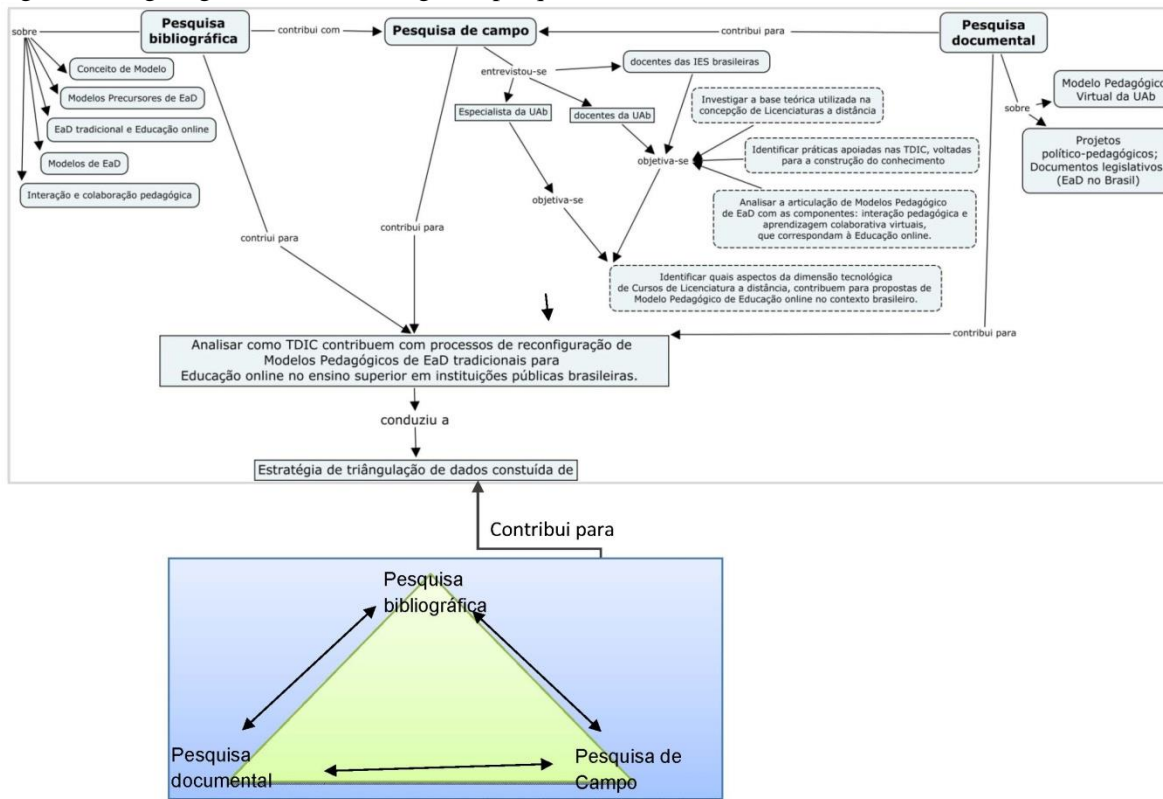 Pesquisa
bibliográfica
contribui com
Pesquisa de campo
contribui para
Pesquisa
documental
sobre
Conceito de Modelo
Modelos Precursores de EaD
EaD tradicional e Educação online
Modelos de EaD
Interação e colaboração pedagógica
entrevistou-se
docentes das IES brasileiras
Especialista da UAb
docentes da UAb
Investigar a base teórica utilizada na
concepção de Licenciaturas a distância
objetiva-se
Identificar práticas apoiadas nas TDIC, voltadas
para a construção do conhecimento
Analisar a articulação de Modelos Pedagógico
de EaD com as componentes: interação pedagógica e
aprendizagem colaborativa virtuais,
que correspondam à Educação online.
objetiva-se
sobre
Modelo Pedagógico
Virtual da UAb
Projetos
político-pedagógicos;
Documentos legislativos
(EaD no Brasil)
contriui para
contribui para
Identificar quais aspectos da dimensão tecnológica
de Cursos de Licenciatura a distância, contribuem para propostas de
Modelo Pedagógico de Educação online no contexto brasileiro.
contribui para
Analisar como TDIC contribuem com processos de reconfiguração de
Modelos Pedagógicos de EaD tradicionais para
Educação online no ensino superior em instituições públicas brasileiras.
conduziu a
Estratégia de triângulação de dados constuída de
Contribui para
Pesquisa
bibliográfica
Pesquisa
documental
Pesquisa de
Campo